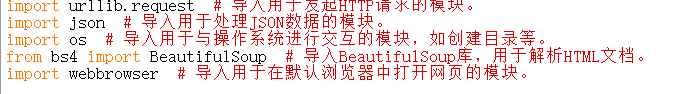 import urllib.request  # 导入用于发起HTTP请求的模块。
import json  # 导入用于处理JSON数据的模块。
import os  # 导入用于与操作系统进行交互的模块，如创建目录等。
from bs4 import BeautifulSoup  # 导入BeautifulSoup库，用于解析HTML文档。
import webbrowser  # 导入用于在默认浏览器中打开网页的模块。